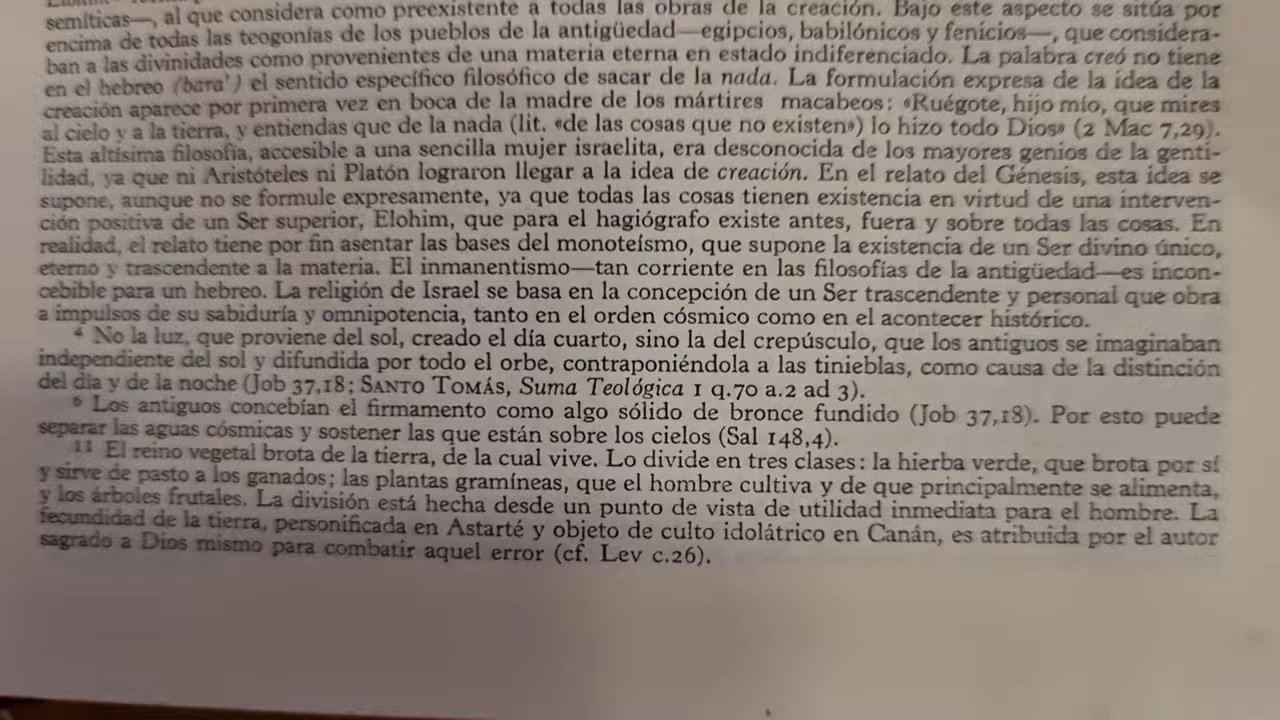 semíticas—, al que considera como preexistente a todas las obras de la creación. Bajo este aspecto se sitúa por
encima de todas las teogonías de los pueblos de la antigüedad—egipcios, babilónicos y fenicios—, que considera-
ban a las divinidades como provenientes de una materia eterna en estado indiferenciado. La palabra creó no tiene
en el hebreo (bara') el sentido específico filosófico de sacar de la nada. La formulación expresa de la idea de la
creación aparece por primera vez en boca de la madre de los mártires macabeos: «Ruégote, hijo mío, que mires
al cielo y a la tierra, y entiendas que de la nada (lit. «de las cosas que no existen») lo hizo todo Dios» (2 Mac 7,29).
Esta altísima filosofía, accesible a una sencilla mujer israelita, era desconocida de los mayores genios de la genti-
lidad, ya que ni Aristóteles ni Platón lograron llegar a la idea de creación. En el relato del Génesis, esta idea se
supone, aunque no se formule expresamente, ya que todas las cosas tienen existencia en virtud de una interven-
ción positiva de un Ser superior, Elohim, que para el hagiógrafo existe antes, fuera y sobre todas las cosas. En
realidad, el relato tiene por fin asentar las bases del monoteísmo, que supone la existencia de un Ser divino único,
eterno y trascendente a la materia. El inmanentismo—tan corriente en las filosofías de la antigüedad—es incon-
cebible para un hebreo. La religión de Israel se basa en la concepción de un Ser trascendente y personal que obra
a impulsos de su sabiduría y omnipotencia, tanto en el orden cósmico como en el acontecer histórico.
4 No la luz, que proviene del sol, creado el día cuarto, sino la del crepúsculo, que los antiguos se imaginaban
independiente del sol y difundida por todo el orbe, contraponiéndola a las tinieblas, como causa de la distinción
del día y de la noche (Job 37,18; SANTO TOMÁS, Suma Teológica 1 q.70 a.2 ad 3).
6 Los antiguos concebían el firmamento como algo sólido de bronce fundido (Job 37,18). Por esto puede
separar las aguas cósmicas y sostener las que están sobre los cielos (Sal 148,4).
11 El reino vegetal brota de la tierra, de la cual vive. Lo divide en tres clases: la hierba verde, que brota por sí
y sirve de pasto a los ganados; las plantas gramíneas, que el hombre cultiva y de que principalmente se alimenta,
y los árboles frutales. La división está hecha desde un punto de vista de utilidad inmediata para el hombre. La
fecundidad de la tierra, personificada en Astarté y objeto de culto idolátrico en Canán, es atribuida por el autor
sagrado a Dios mismo para combatir aquel error (cf. Lev c.26).